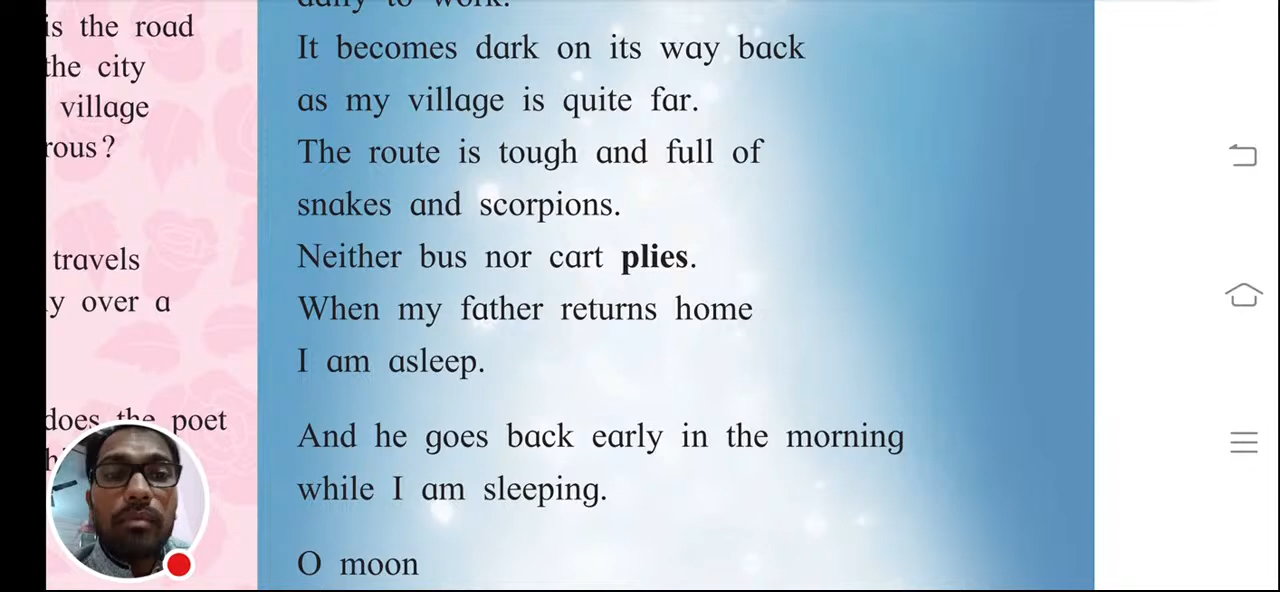 is the road
the city
village
rous?
travels
y over a
does the poet
daily to work.
It becomes dark on its way back
as my village is quite far.
The route is tough and full of
snakes and scorpions.
Neither bus nor cart plies.
When my father returns home
I am asleep.
And he goes back early in the morning
while I am sleeping.
O moon